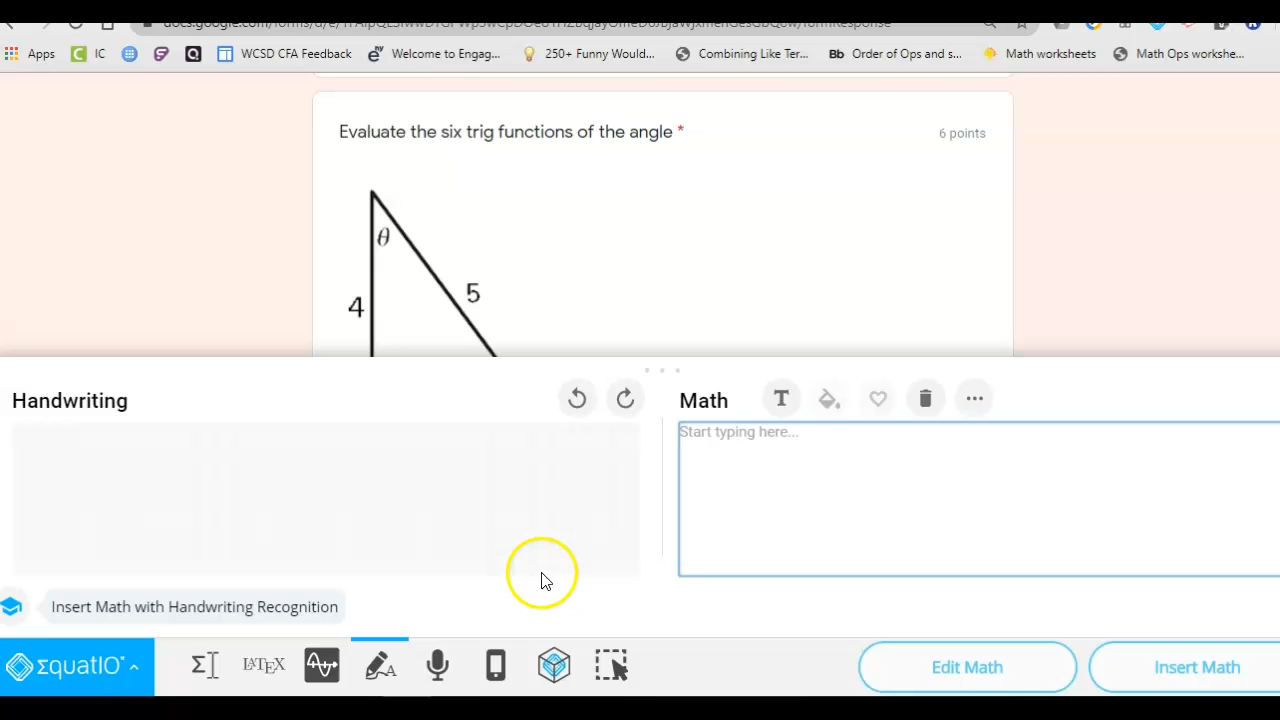 Apps IC WCSD CFA Feedback Welcome to Engag... 250+ Funny Would... Combining Like Ter... Bb Order of Ops and s... Math worksheets Math Ops workshe...
Evaluate the six trig functions of the angle * 6 points
θ
4 5
Handwriting
Math T
Start typing here...
Insert Math with Handwriting Recognition
ΣquatIO Σ LATEX A Edit Math Insert Math